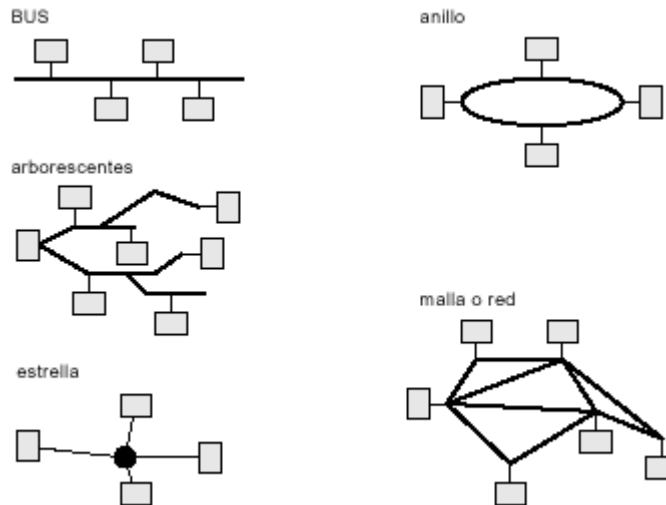 BUS
anillo
arborescentes
malla o red
estrella